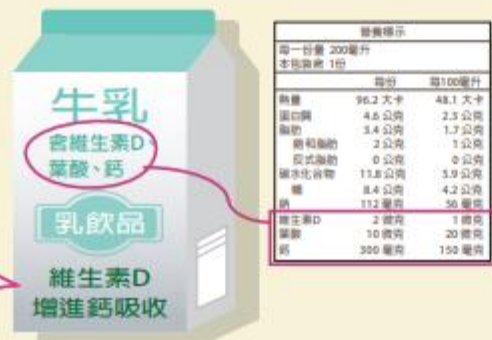 牛乳
含維生素D、
葉酸、鈣
乳飲品
維生素D
增進鈣吸收
營養標示
每一份量 200毫升
本包裝含 1份
每份 每100毫升
熱量 96.2 大卡 48.1 大卡
蛋白質 4.6 公克 2.3 公克
脂肪 3.4 公克 1.7 公克
飽和脂肪 2 公克 1 公克
反式脂肪 0 公克 0 公克
碳水化合物 11.8 公克 5.9 公克
糖 8.4 公克 4.2 公克
鈉 112 毫克 56 毫克
維生素D 2 微克 1 微克
葉酸 10 微克 20 微克
鈣 300 毫克 150 毫克